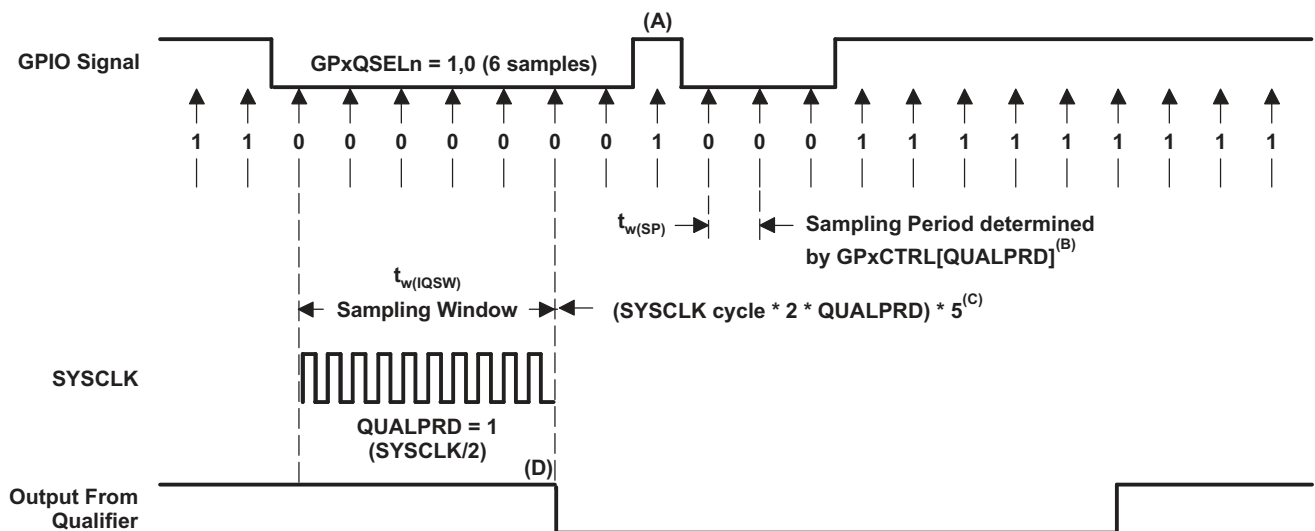 (A)
GPIO Signal
GPxQSELn = 1,0 (6 samples)
1 1 0 0 0 0 0 0 0 1 0 0 0 1 1 1 1 1 1 1 1 1
tw(SP)
Sampling Period determined
by GPxCTRL[QUALPRD](B)
tw(IQSW)
Sampling Window
(SYSCLK cycle * 2 * QUALPRD) * 5(C)
SYSCLK
QUALPRD = 1
(SYSCLK/2)
(D)
Output From
Qualifier